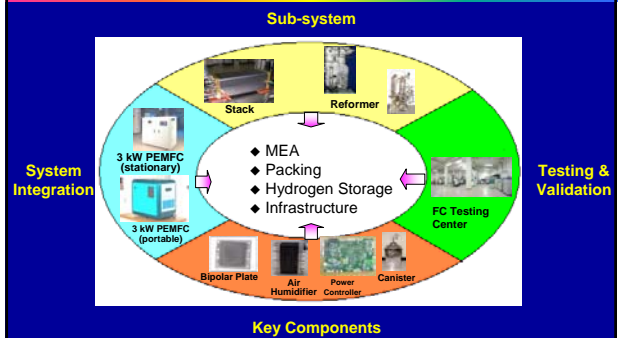 Sub-system
Stack
Reformer
3 kW PEMFC
(stationary)
◆ MEA
◆ Packing
◆ Hydrogen Storage
◆ Infrastructure
System
Integration
Testing &
Validation
3 kW PEMFC
(portable)
FC Testing
Center
Bipolar Plate
Air
Humidifier
Power
Controller
Canister
Key Components